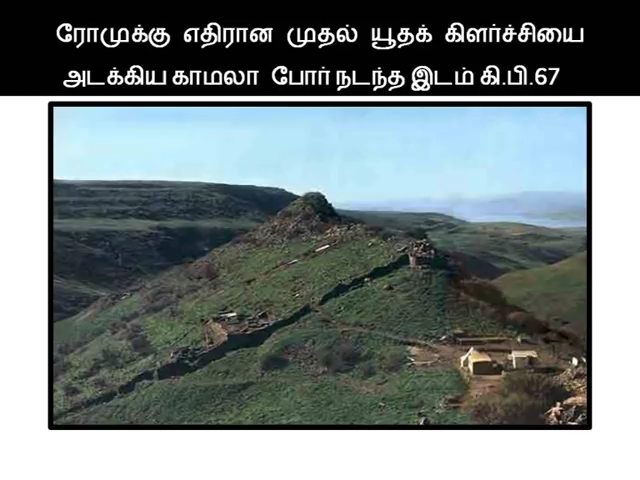 ரோமுக்கு எதிரான முதல் யூதக் கிளர்ச்சியை
அடக்கிய காமலா போர் நடந்த இடம் கி.பி.67